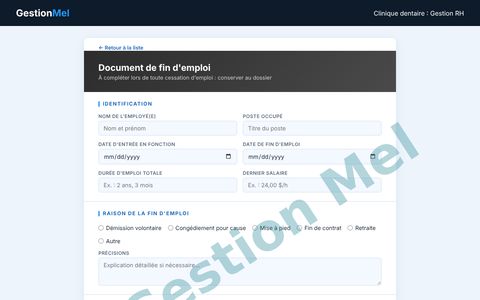 GestionMel
Clinique dentaire : Gestion RH
← Retour à la liste
Document de fin d'emploi
À compléter lors de toute cessation d'emploi : conserver au dossier
IDENTIFICATION
NOM DE L'EMPLOYÉ(E) POSTE OCCUPÉ
Nom et prénom Titre du poste
DATE D'ENTRÉE EN FONCTION DATE DE FIN D'EMPLOI
mm/dd/yyyy mm/dd/yyyy
DURÉE D'EMPLOI TOTALE DERNIER SALAIRE
Ex. : 2 ans, 3 mois Ex. : 24,00 $/h
RAISON DE LA FIN D'EMPLOI
Démission volontaire Congédiement pour cause Mise à pied Fin de contrat Retraite
Autre
PRÉCISIONS
Explication détaillée si nécessaire...
Gestion Mel